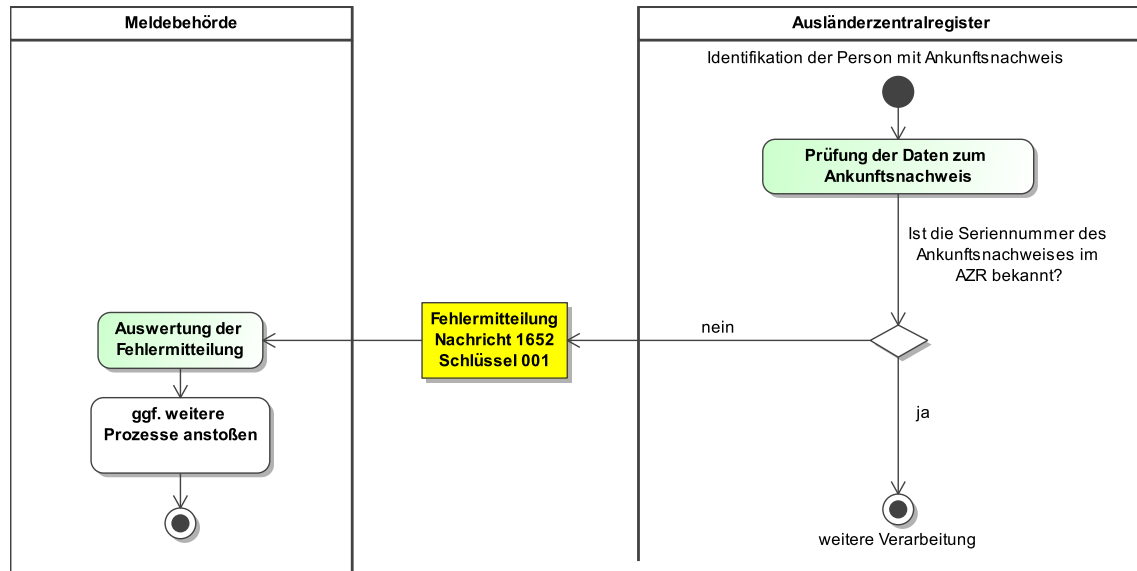 Meldebehörde
Ausländerzentralregister
Identifikation der Person mit Ankunftsnachweis
Prüfung der Daten zum
Ankunftsnachweis
Ist die Seriennummer des
Ankunftsnachweises im
AZR bekannt?
nein
Fehlermitteilung
Nachricht 1652
Schlüssel 001
Auswertung der
Fehlermitteilung
ggf. weitere
Prozesse anstoßen
ja
weitere Verarbeitung